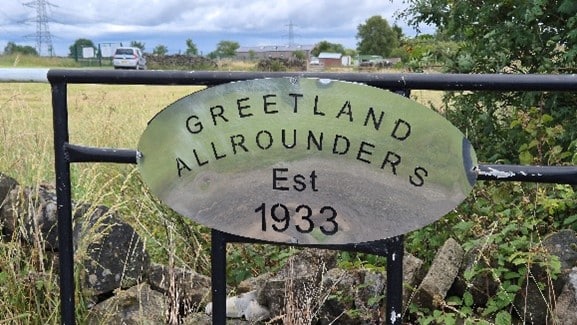 GREETLAND
ALLROUNDERS
Est
1933